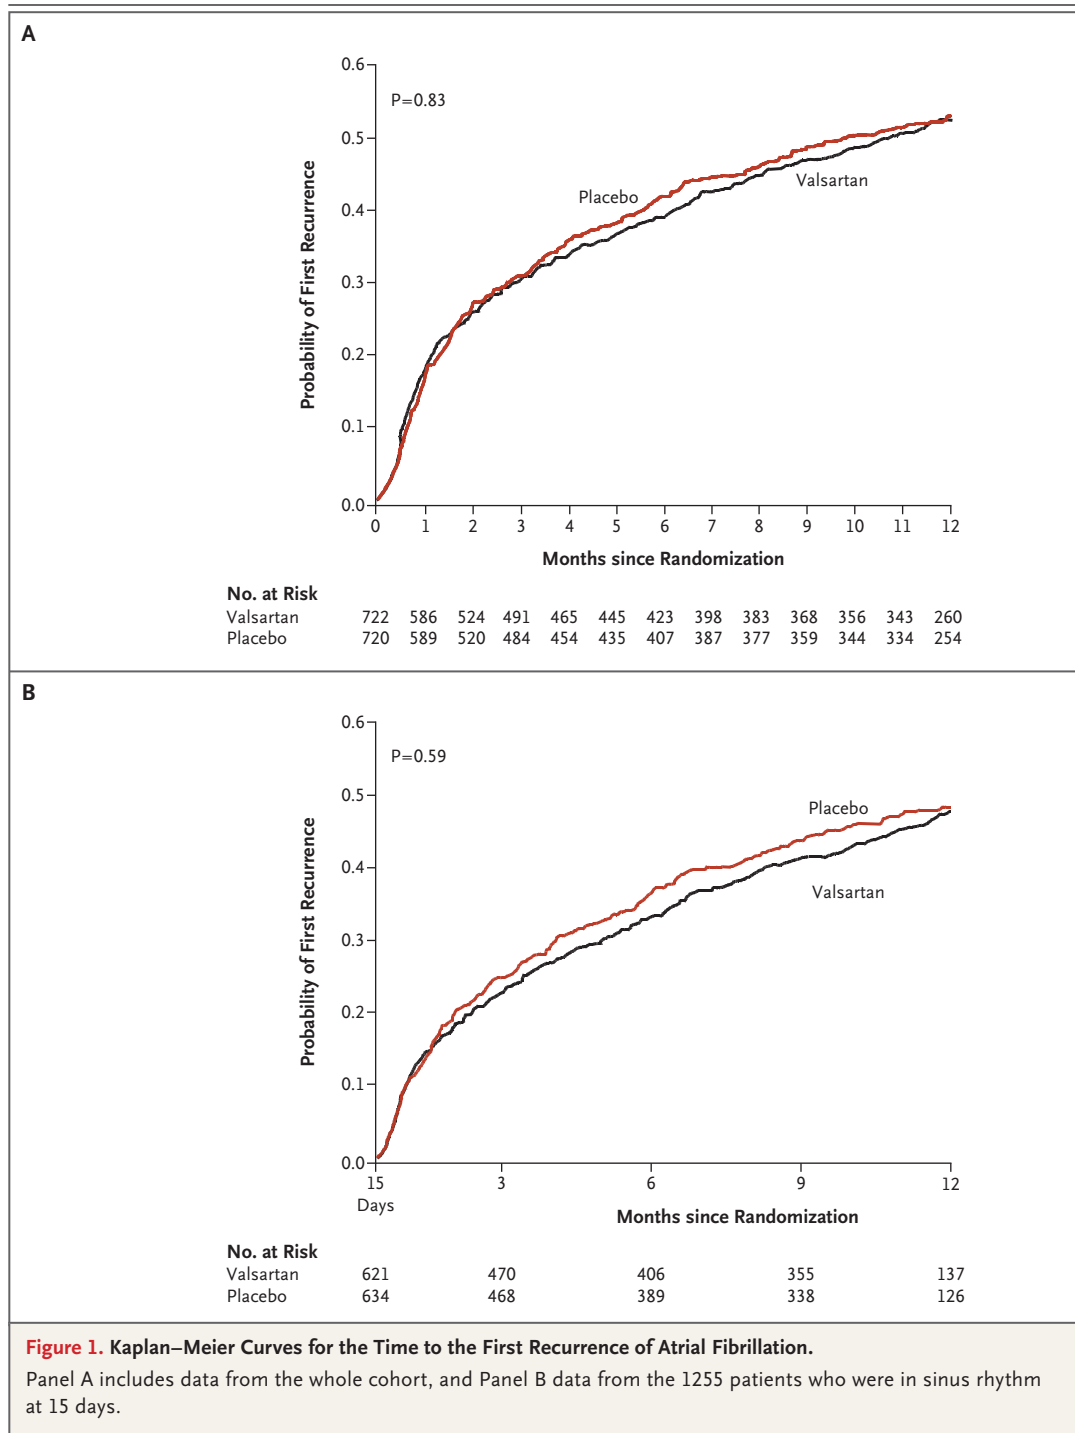 A
0.6
P=0.83
0.5
0.4
0.3
0.2
0.1
0.0
Probability of First Recurrence
Placebo
Valsartan
0 1 2 3 4 5 6 7 8 9 10 11 12
Months since Randomization
No. at Risk
Valsartan 722 586 524 491 465 445 423 398 383 368 356 343 260
Placebo 720 589 520 484 454 435 407 387 377 359 344 334 254
B
0.6
P=0.59
0.5
0.4
0.3
0.2
0.1
0.0
Probability of First Recurrence
Placebo
Valsartan
15 3 6 9 12
Days
Months since Randomization
No. at Risk
Valsartan 621 470 406 355 137
Placebo 634 468 389 338 126
Figure 1. Kaplan–Meier Curves for the Time to the First Recurrence of Atrial Fibrillation.
Panel A includes data from the whole cohort, and Panel B data from the 1255 patients who were in sinus rhythm
at 15 days.